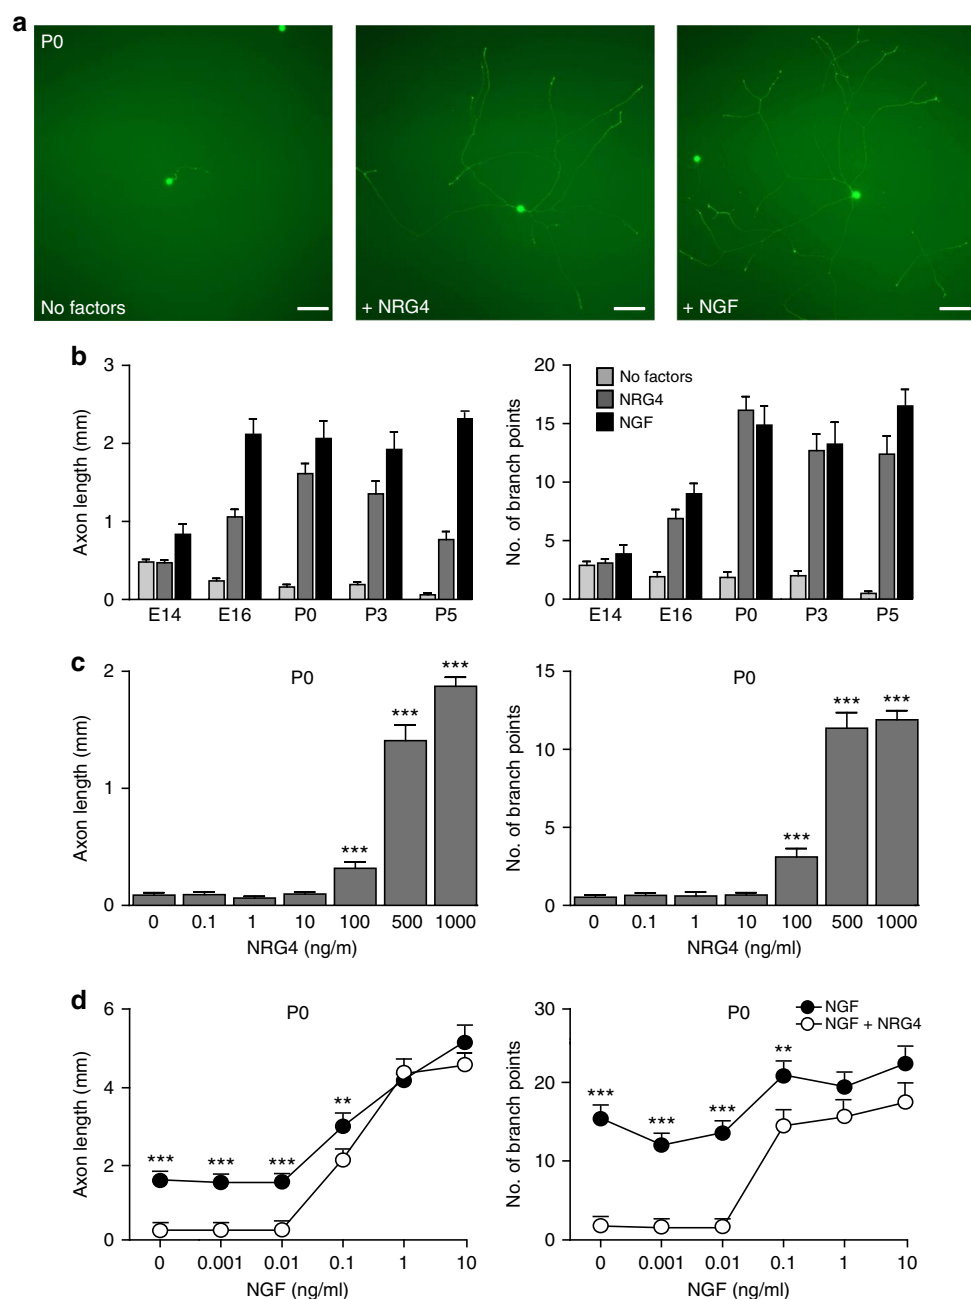 a
P0
No factors
+ NRG4
+ NGF
b
3
2
1
0
Axon length (mm)
E14 E16 P0 P3 P5
20
15
10
5
0
No. of branch points
No factors
NRG4
NGF
E14 E16 P0 P3 P5
c
P0
2
1
0
Axon length (mm)
***
***
***
0 0.1 1 10 100 500 1000
NRG4 (ng/m)
P0
15
10
5
0
No. of branch points
***
***
***
0 0.1 1 10 100 500 1000
NRG4 (ng/ml)
d
P0
6
4
2
0
Axon length (mm)
*** *** *** **
0 0.001 0.01 0.1 1 10
NGF (ng/ml)
P0
30
20
10
0
No. of branch points
NGF
NGF + NRG4
*** *** *** **
0 0.001 0.01 0.1 1 10
NGF (ng/ml)